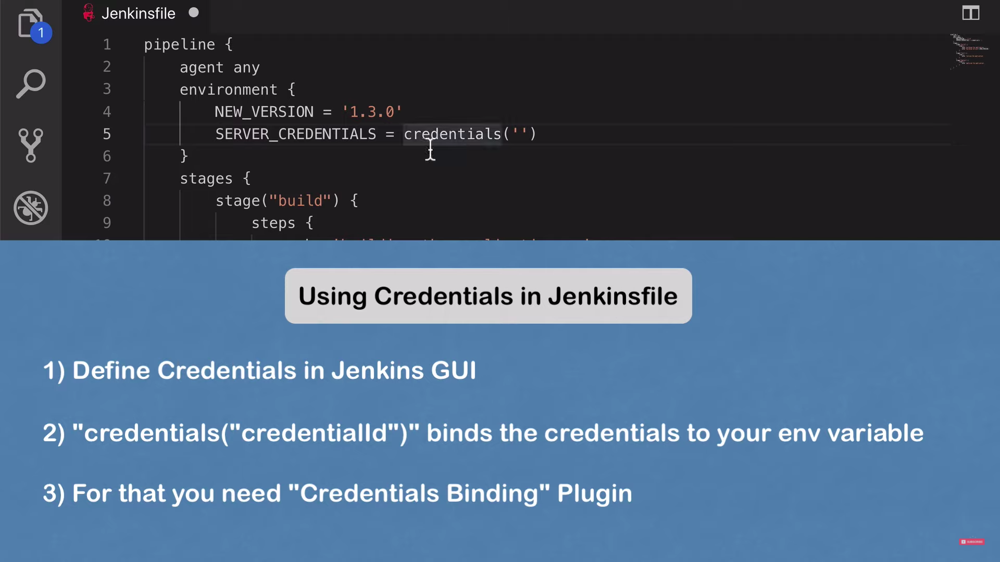 Jenkinsfile
1
1 pipeline {
2 agent any
3 environment {
4 NEW_VERSION = '1.3.0'
5 SERVER_CREDENTIALS = credentials('')
6 }
7 stages {
8 stage("build") {
9 steps {
Using Credentials in Jenkinsfile
1) Define Credentials in Jenkins GUI
2) "credentials("credentialId")" binds the credentials to your env variable
3) For that you need "Credentials Binding" Plugin
SUBSCRIBE